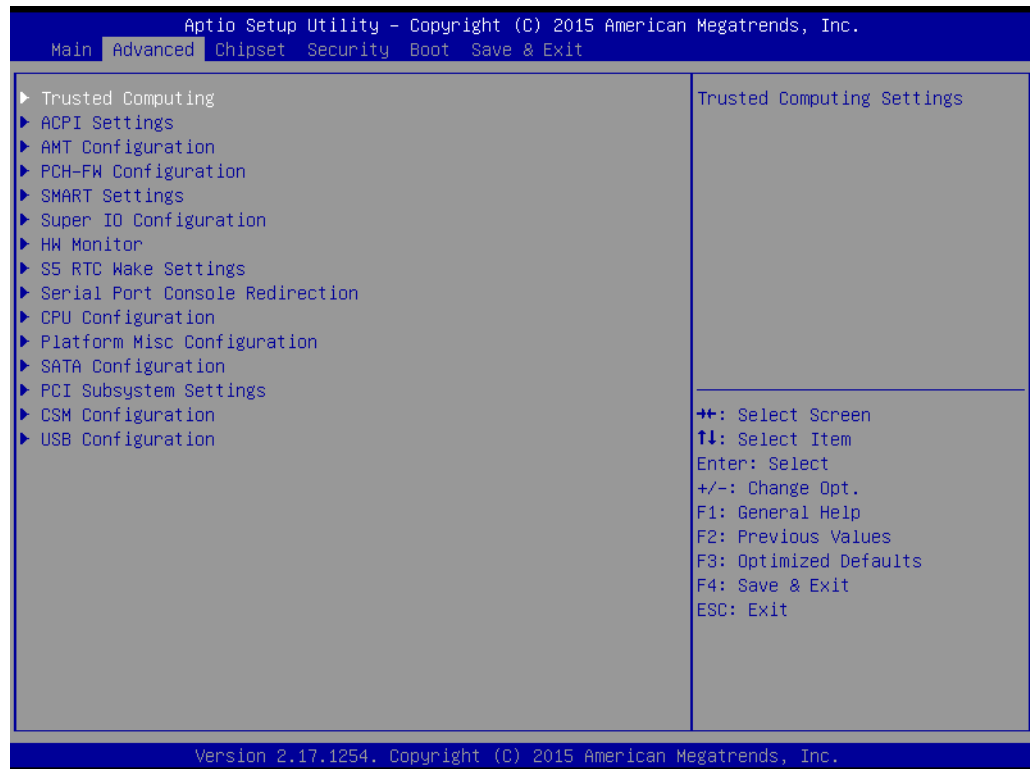 Aptio Setup Utility – Copyright (C) 2015 American Megatrends, Inc.
Main Advanced Chipset Security Boot Save & Exit
▶ Trusted Computing
▶ ACPI Settings
▶ AMT Configuration
▶ PCH-FW Configuration
▶ SMART Settings
▶ Super IO Configuration
▶ HW Monitor
▶ S5 RTC Wake Settings
▶ Serial Port Console Redirection
▶ CPU Configuration
▶ Platform Misc Configuration
▶ SATA Configuration
▶ PCI Subsystem Settings
▶ CSM Configuration
▶ USB Configuration
Trusted Computing Settings
→←: Select Screen
↑↓: Select Item
Enter: Select
+/-: Change Opt.
F1: General Help
F2: Previous Values
F3: Optimized Defaults
F4: Save & Exit
ESC: Exit
Version 2.17.1254. Copyright (C) 2015 American Megatrends, Inc.